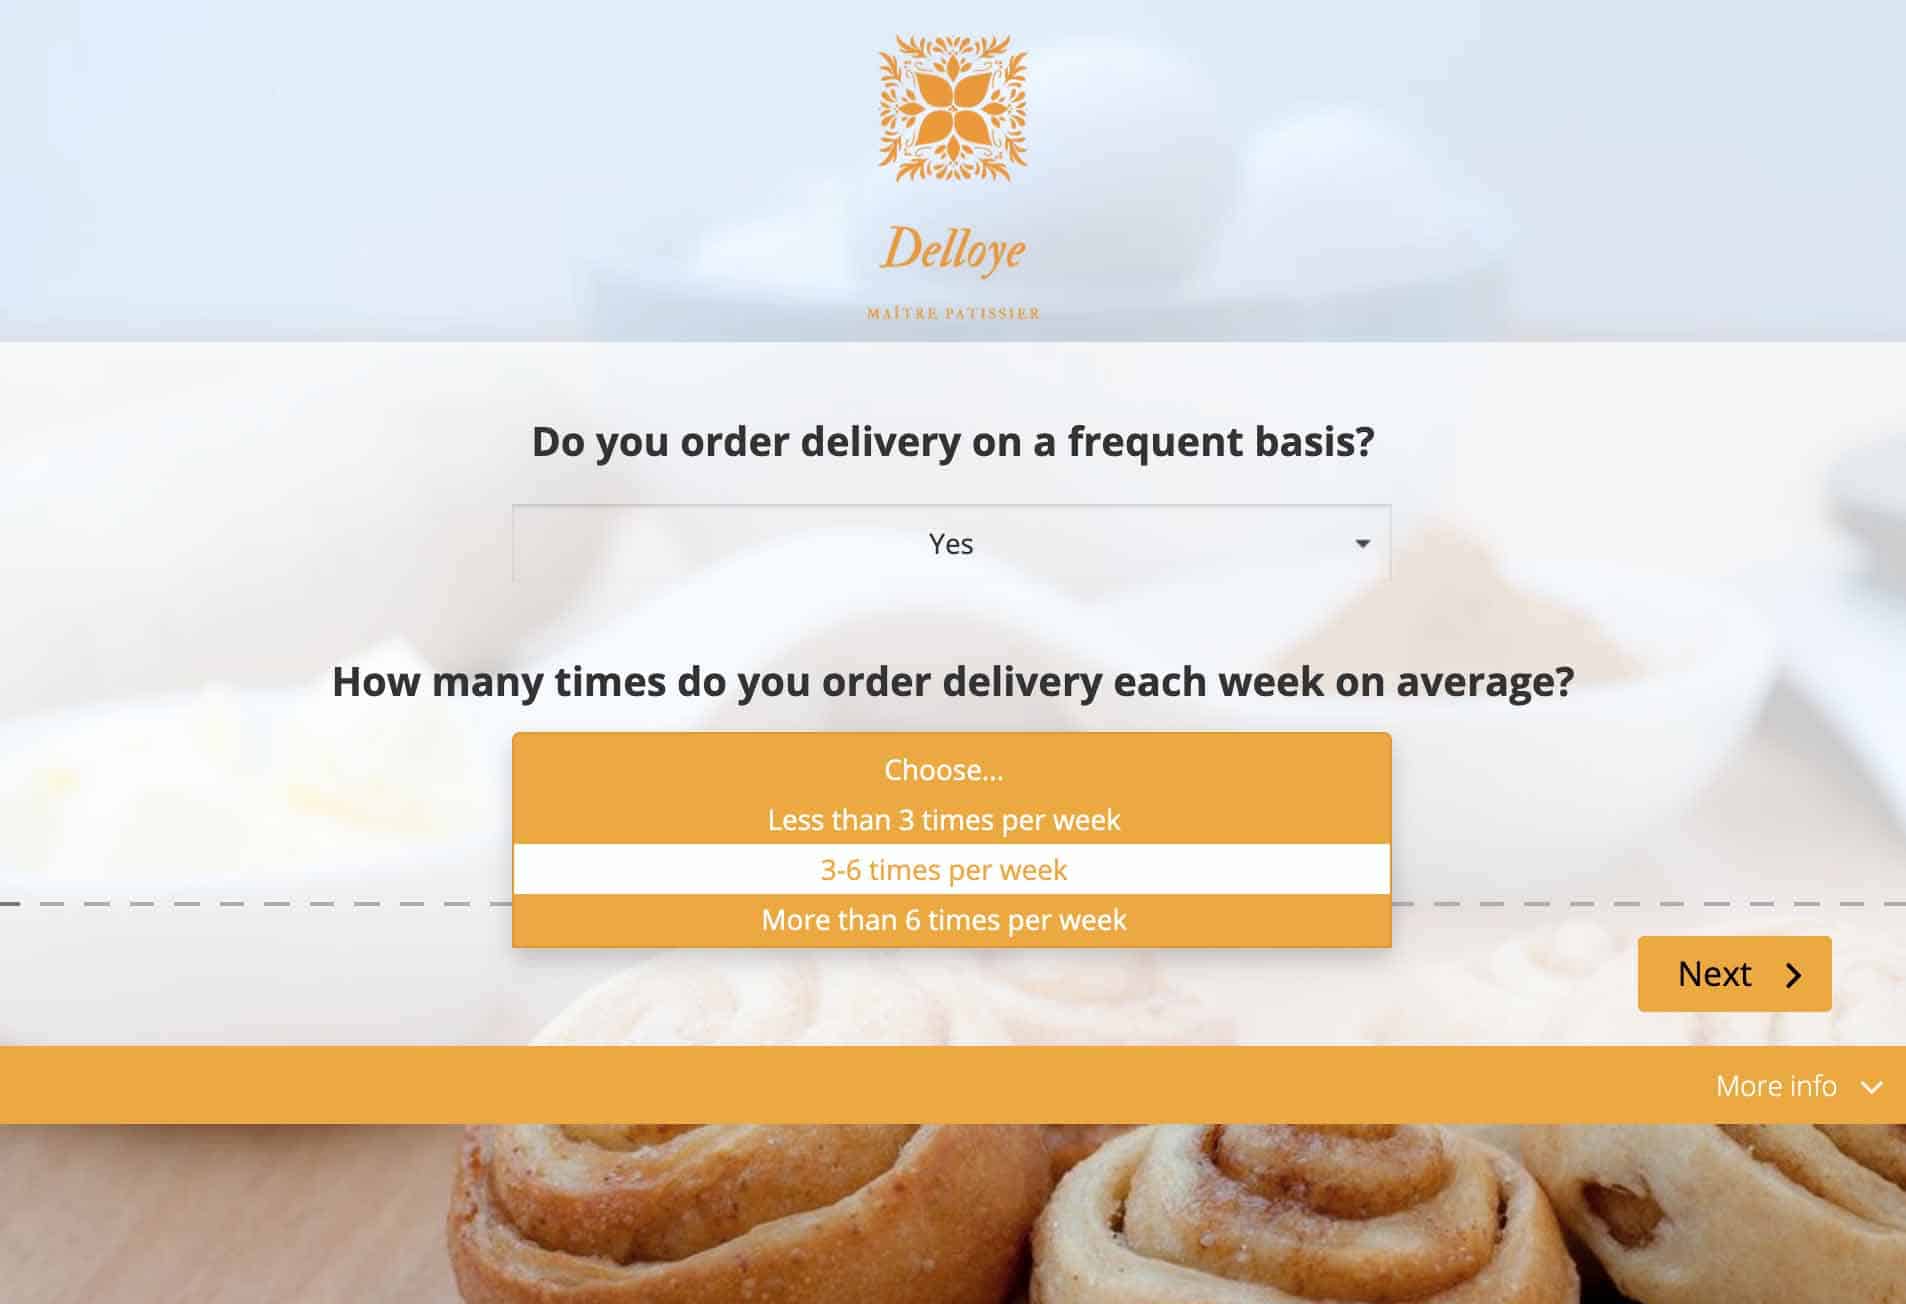 Delloye
MAÎTRE PATISSIER
Do you order delivery on a frequent basis?
Yes
How many times do you order delivery each week on average?
Choose...
Less than 3 times per week
3-6 times per week
More than 6 times per week
Next
More info